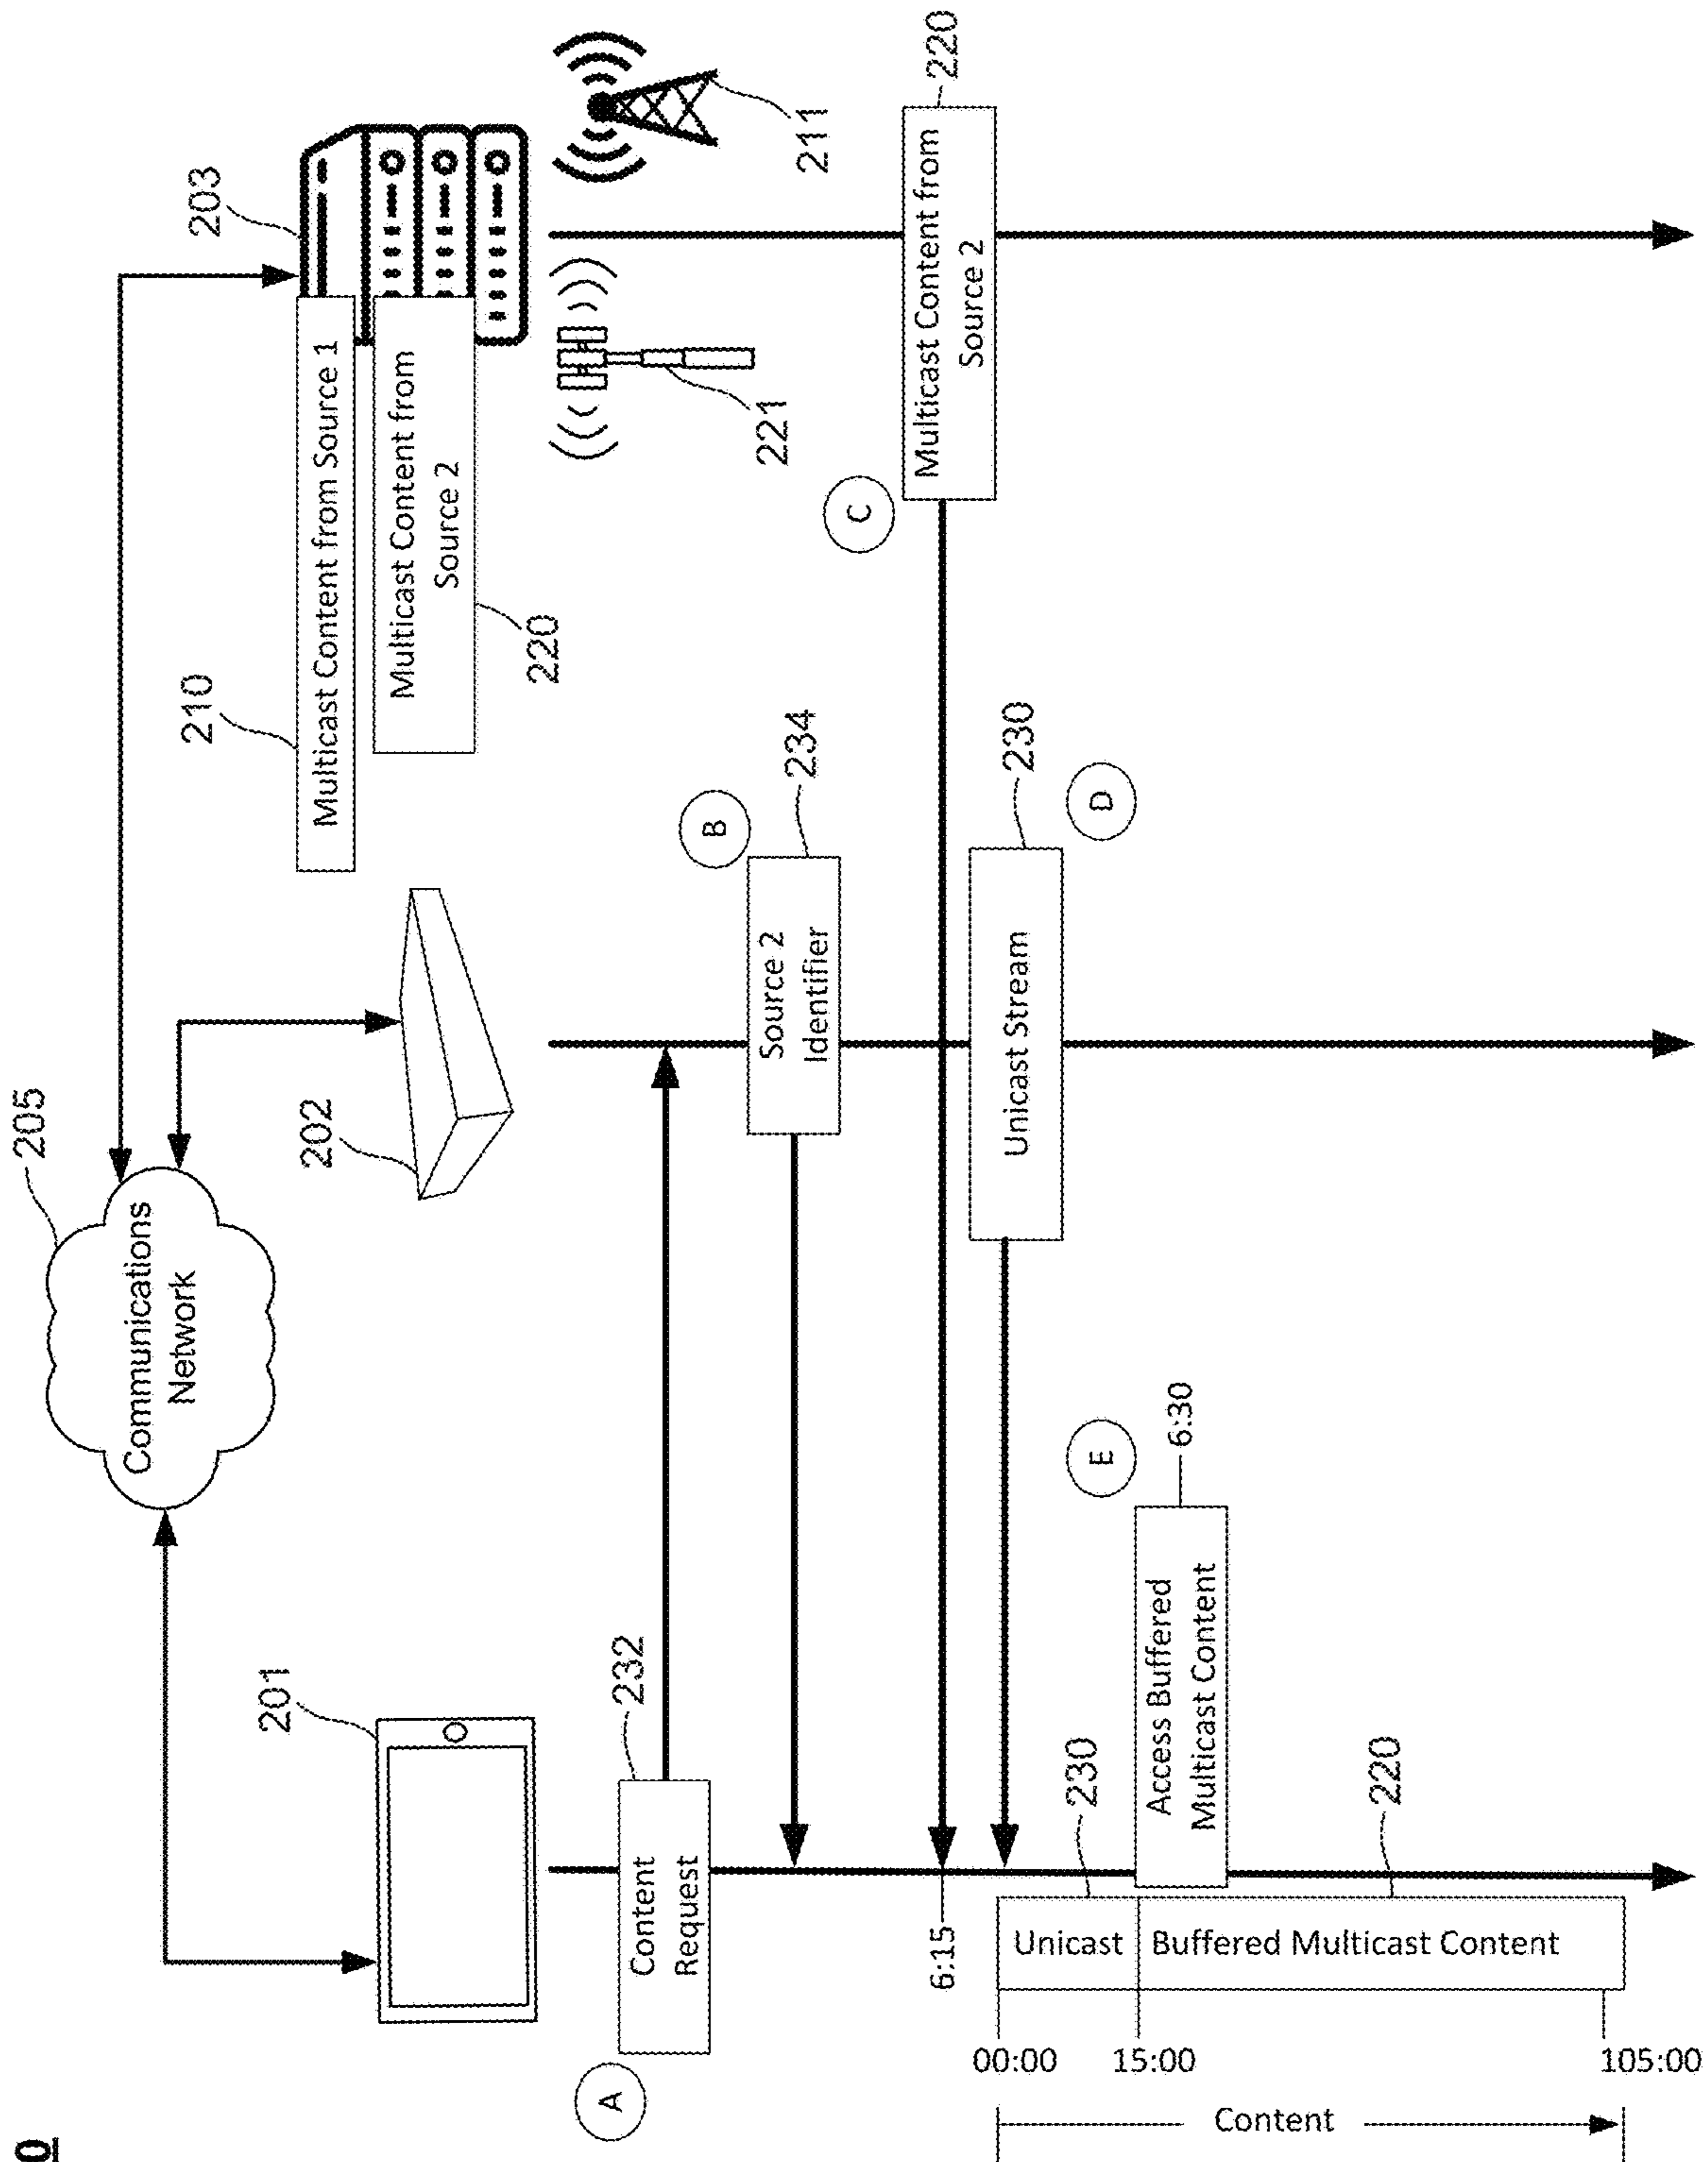 0
205
Communications
Network
203
210
Multicast Content from Source 1
Multicast Content from
Source 2
220
201
202
221
211
A
Content
Request
232
B
Source 2
Identifier
234
C
Multicast Content from
Source 2
220
6:15
Unicast Stream
230
D
E
Access Buffered
Multicast Content
6:30
230
220
Unicast
Buffered Multicast Content
00:00
15:00
105:00
Content